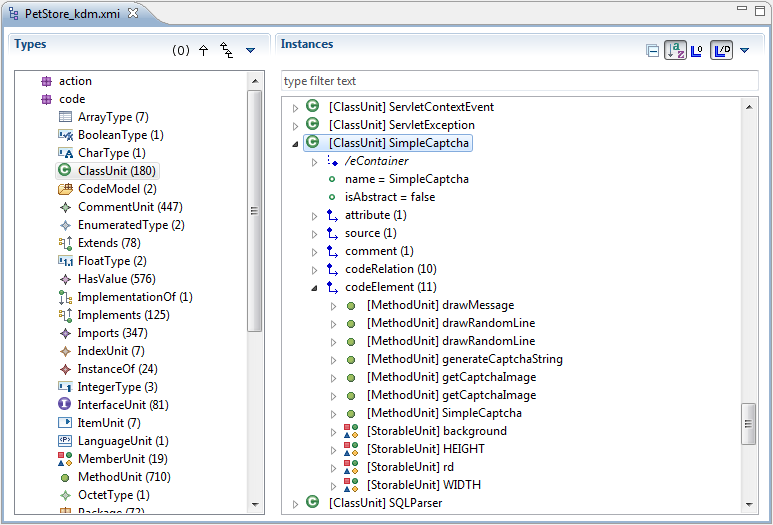 PetStore_kdm.xmi
Types
(0)
action
code
ArrayType (7)
BooleanType (1)
CharType (1)
ClassUnit (180)
CodeModel (2)
CommentUnit (447)
EnumeratedType (2)
Extends (78)
FloatType (2)
HasValue (576)
ImplementationOf (1)
Implements (125)
Imports (347)
IndexUnit (7)
InstanceOf (24)
IntegerType (3)
InterfaceUnit (81)
ItemUnit (7)
LanguageUnit (1)
MemberUnit (19)
MethodUnit (710)
OctetType (1)
Package (72)
Instances
type filter text
[ClassUnit] ServletContextEvent
[ClassUnit] ServletException
[ClassUnit] SimpleCaptcha
/eContainer
name = SimpleCaptcha
isAbstract = false
attribute (1)
source (1)
comment (1)
codeRelation (10)
codeElement (11)
[MethodUnit] drawMessage
[MethodUnit] drawRandomLine
[MethodUnit] drawRandomLine
[MethodUnit] generateCaptchaString
[MethodUnit] getCaptchaImage
[MethodUnit] getCaptchaImage
[MethodUnit] SimpleCaptcha
[StorableUnit] background
[StorableUnit] HEIGHT
[StorableUnit] rd
[StorableUnit] WIDTH
[ClassUnit] SQLParser